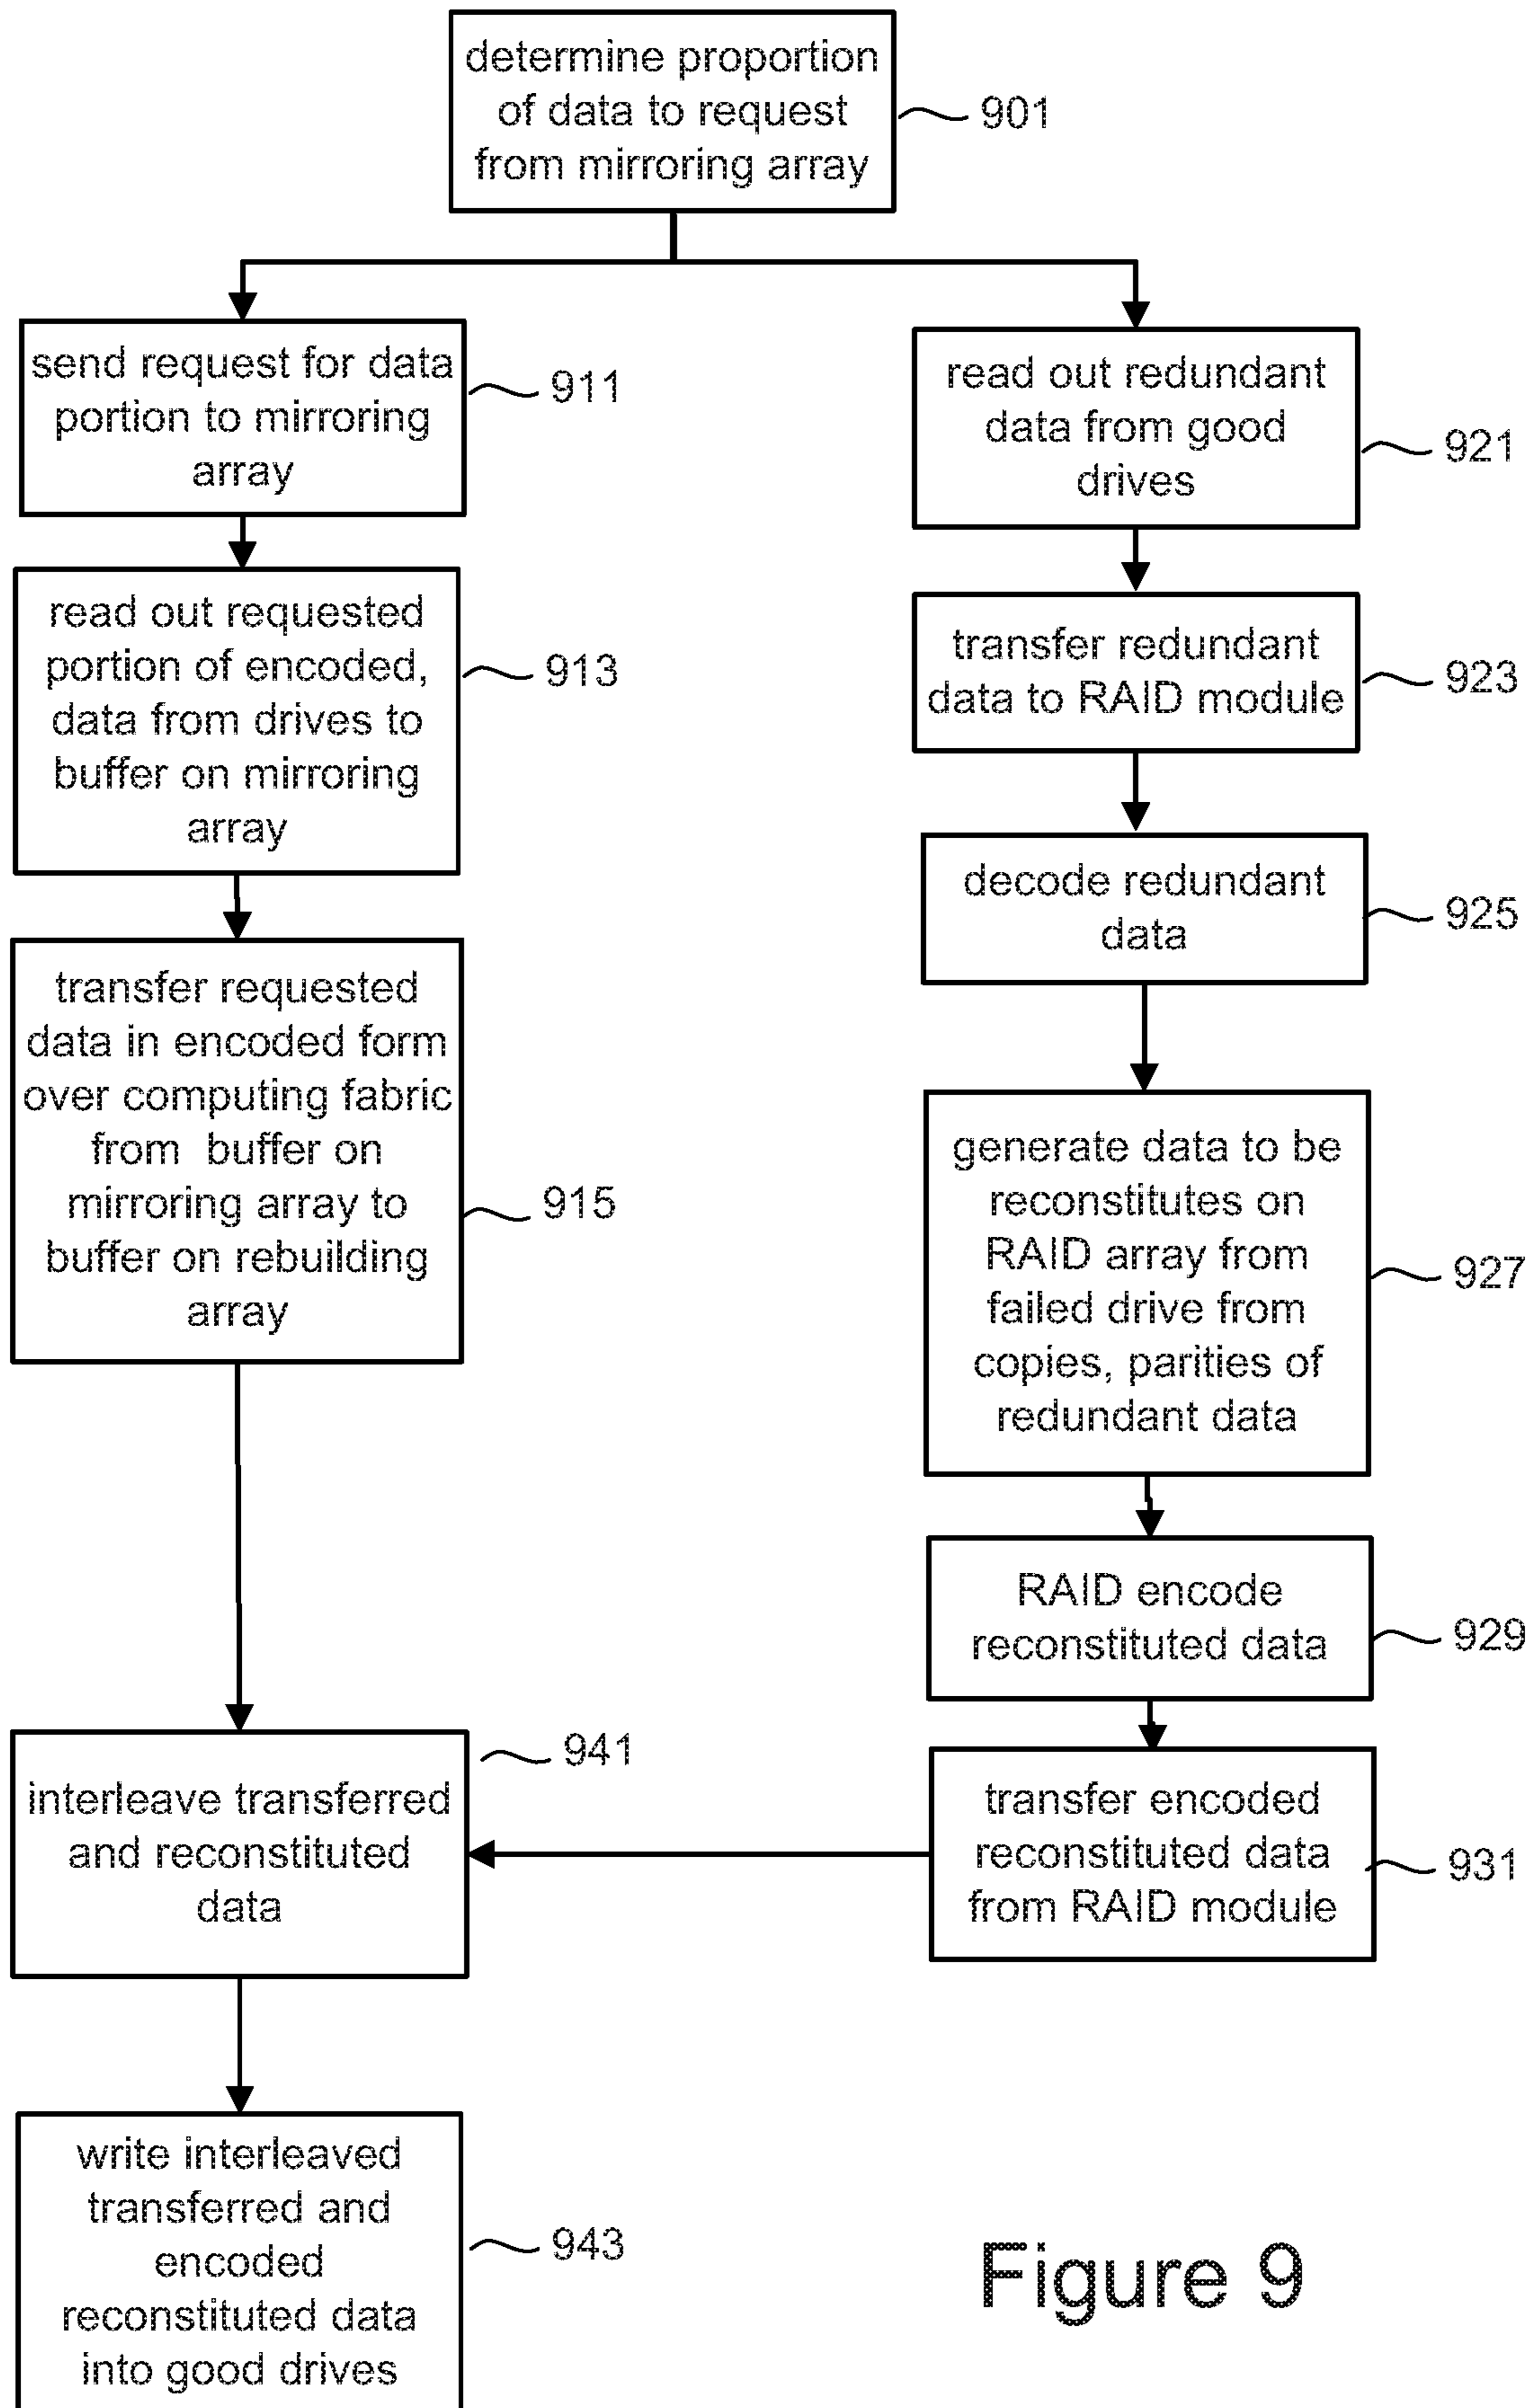 determine proportion
of data to request
from mirroring array
901
send request for data
portion to mirroring
array
911
read out requested
portion of encoded,
data from drives to
buffer on mirroring
array
913
transfer requested
data in encoded form
over computing fabric
from buffer on
mirroring array to
buffer on rebuilding
array
915
read out redundant
data from good
drives
921
transfer redundant
data to RAID module
923
decode redundant
data
925
generate data to be
reconstitutes on
RAID array from
failed drive from
copies, parities of
redundant data
927
RAID encode
reconstituted data
929
transfer encoded
reconstituted data
from RAID module
931
interleave transferred
and reconstituted
data
941
write interleaved
transferred and
encoded
reconstituted data
into good drives
943
Figure 9